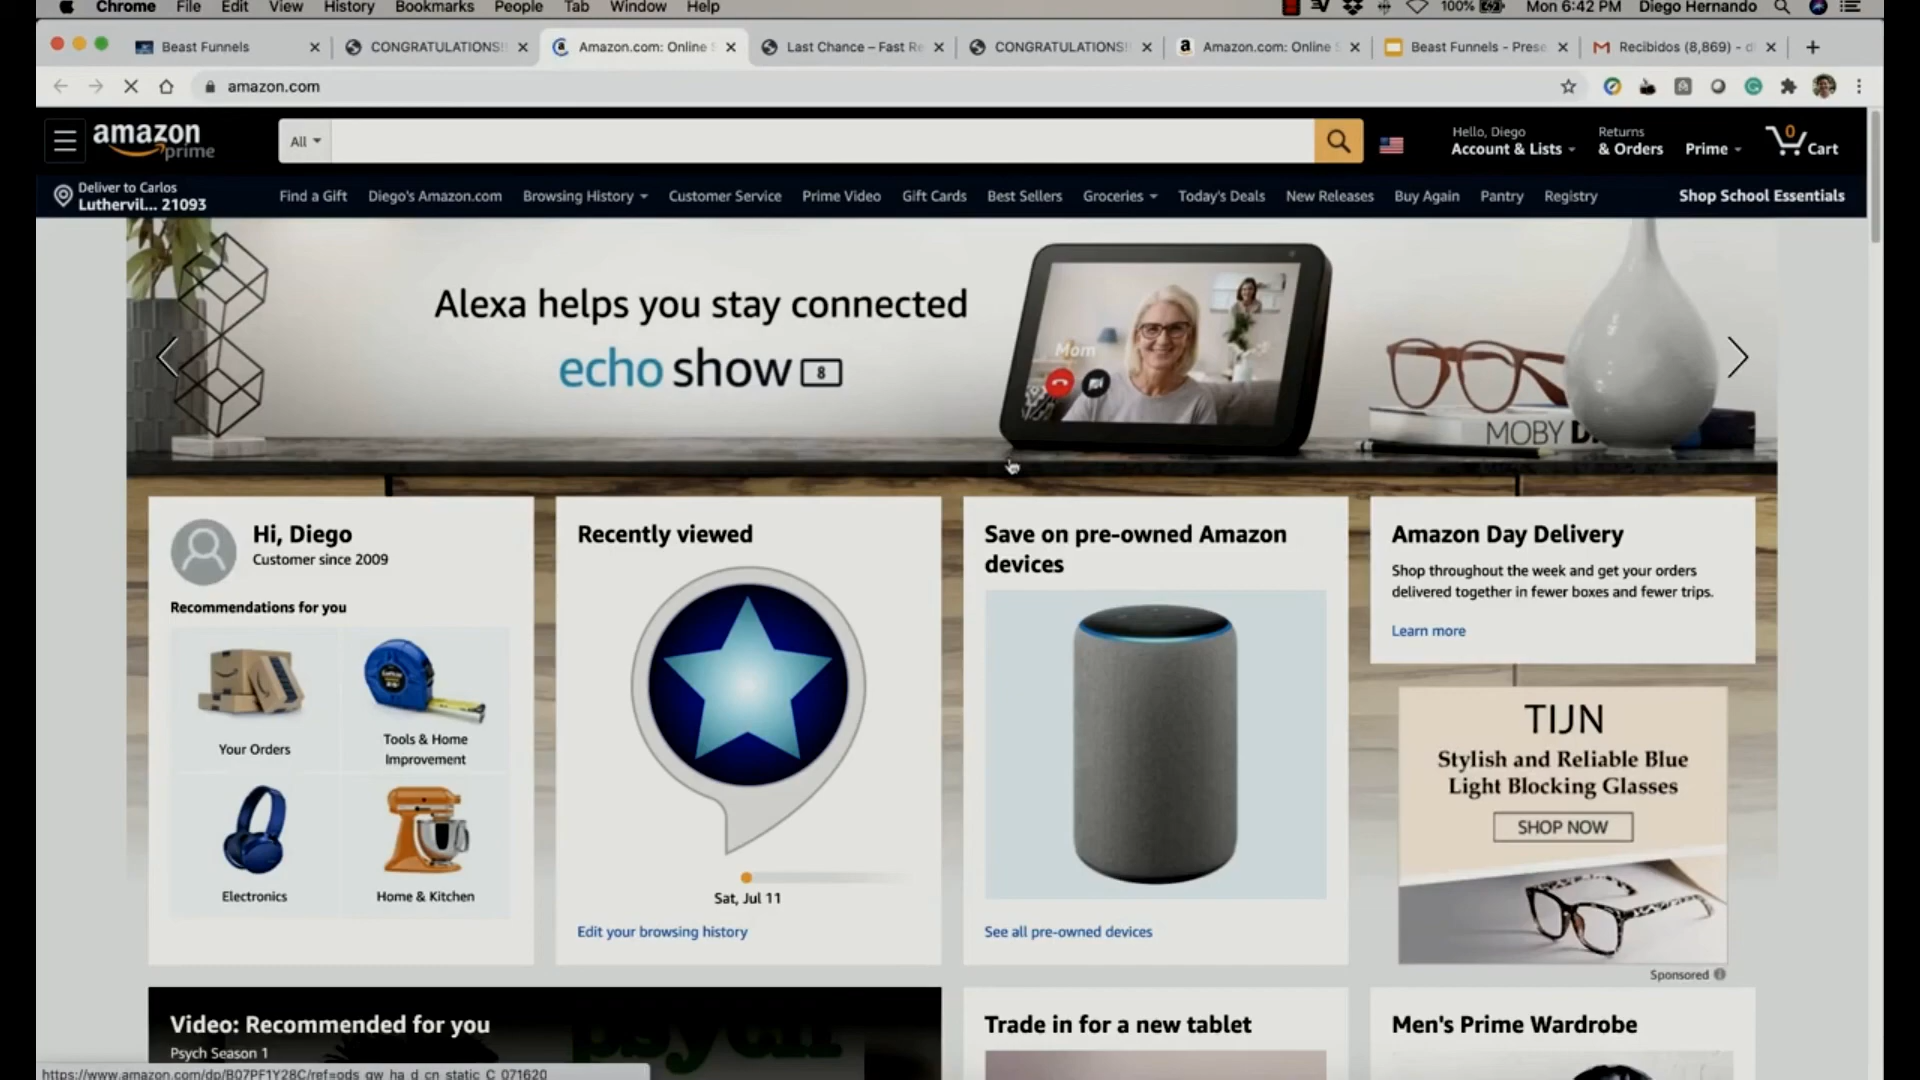 Chrome File Edit View History Bookmarks People Tab Window Help 100% Mon 6:42 PM Diego Hernando
Beast Funnels CONGRATULATIONS! Amazon.com: Online S Last Chance – Fast Re CONGRATULATIONS! Amazon.com: Online Beast Funnels - Prese Recibidos (8,869) - d
amazon.com
amazon prime
All
Hello, Diego
Account & Lists
Returns
& Orders
Prime
0
Cart
Deliver to Carlos
Luthervil... 21093
Find a Gift Diego's Amazon.com Browsing History Customer Service Prime Video Gift Cards Best Sellers Groceries Today's Deals New Releases Buy Again Pantry Registry Shop School Essentials
Alexa helps you stay connected
echo show 8
Mom
MOBY D
Hi, Diego
Customer since 2009
Recommendations for you
Your Orders
Tools & Home
Improvement
Electronics
Home & Kitchen
Recently viewed
Sat, Jul 11
Edit your browsing history
Save on pre-owned Amazon
devices
See all pre-owned devices
Amazon Day Delivery
Shop throughout the week and get your orders
delivered together in fewer boxes and fewer trips.
Learn more
TIJN
Stylish and Reliable Blue
Light Blocking Glasses
SHOP NOW
Sponsored
Video: Recommended for you
Psych Season 1
psych
Trade in for a new tablet
Men's Prime Wardrobe
https://www.amazon.com/dp/B07PF1Y28C/ref=ods_gw_ha_d_cn_static_C_071620